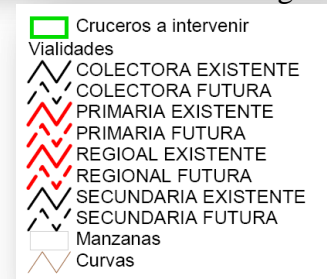 Cruceros a intervenir
Vialidades
COLECTORA EXISTENTE
COLECTORA FUTURA
PRIMARIA EXISTENTE
PRIMARIA FUTURA
REGIOAL EXISTENTE
REGIONAL FUTURA
SECUNDARIA EXISTENTE
SECUNDARIA FUTURA
Manzanas
Curvas